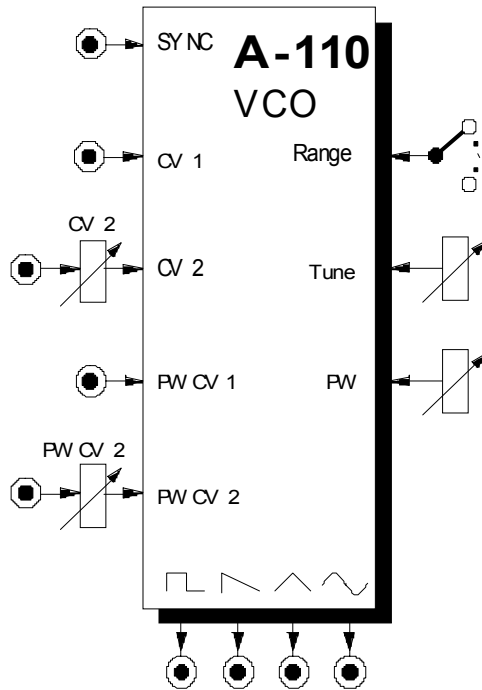 SYNC
A-110
VCO
CV 1
Range
CV 2
CV 2
Tune
PW CV 1
PW
PW CV 2
PW CV 2